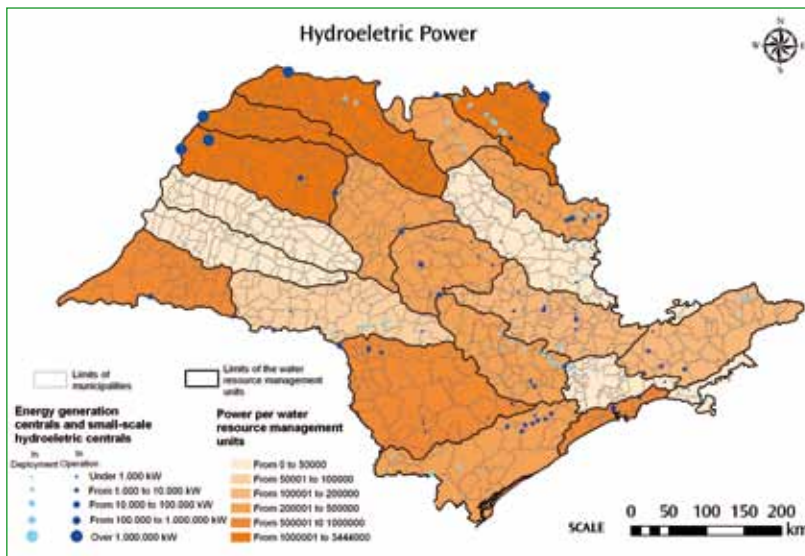 Hydroeletric Power
N
Limits of
municipalities
Limits of the water
resource management
units
Energy generation
centrals and small-scale
hydroeletric centrals
In
Deployment
In
Operation
Under 1.000 kW
From 1.000 to 10.000 kW
From 10.000 to 100.000 kW
From 100.000 to 1.000.000 kW
Over 1.000.000 kW
Power per water
resource management
units
From 0 to 50000
From 50001 to 100000
From 100001 to 200000
From 200001 to 500000
From 500001 t0 1000000
From 1000001 to 3444000
SCALE
0 25 50 100 150 200
km